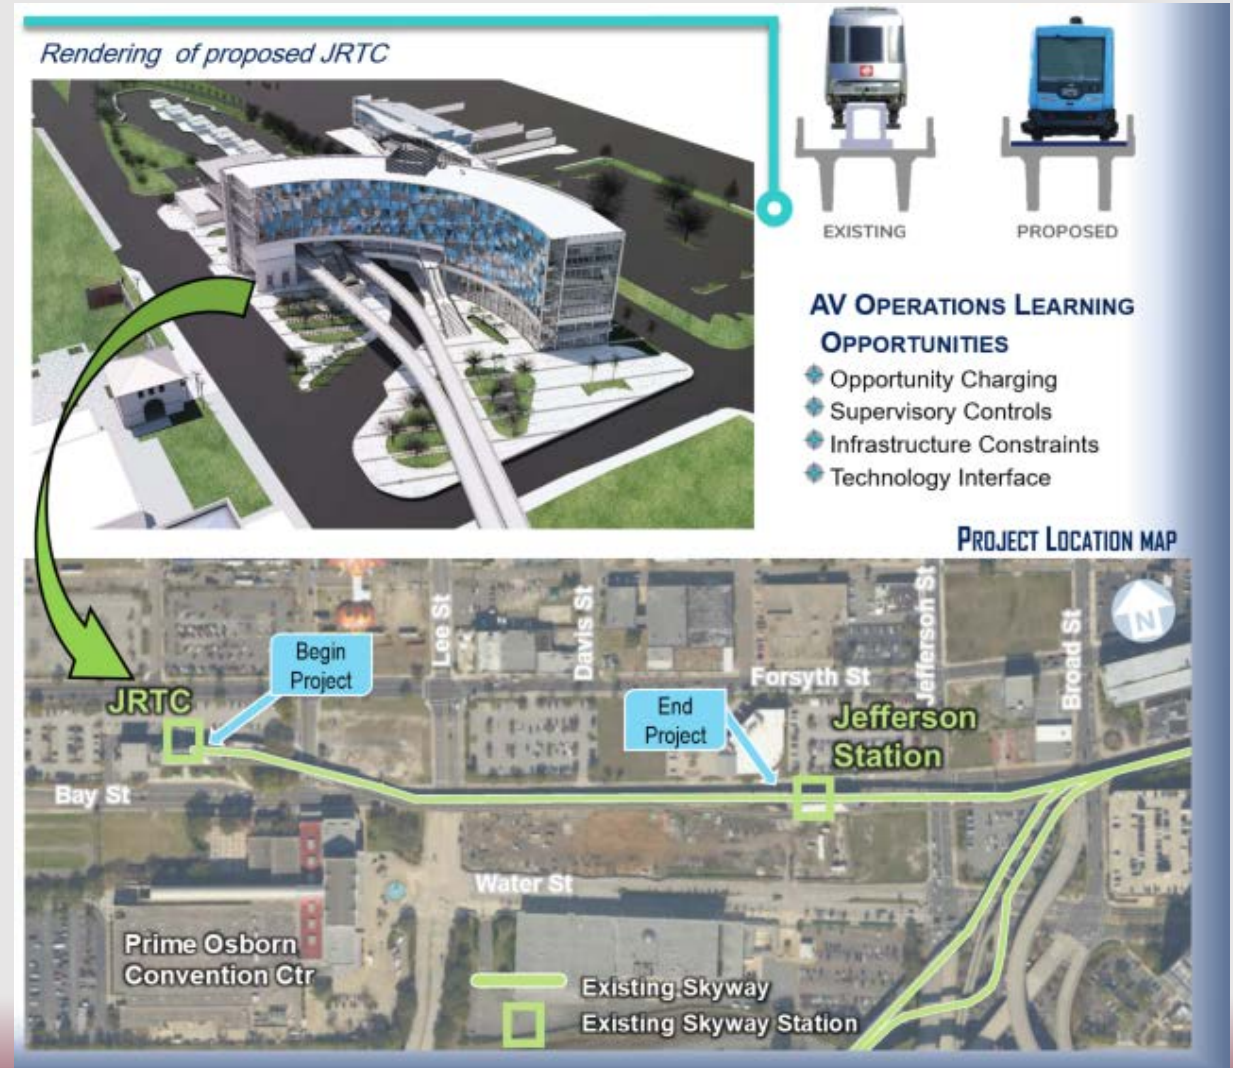 Rendering of proposed JRTC
EXISTING
PROPOSED
AV OPERATIONS LEARNING
OPPORTUNITIES
Opportunity Charging
Supervisory Controls
Infrastructure Constraints
Technology Interface
PROJECT LOCATION MAP
Lee St
Davis St
Jefferson St
Broad St
N
Begin
Project
Forsyth St
JRTC
End
Project
Jefferson
Station
Bay St
Water St
Prime Osborn
Convention Ctr
Existing Skyway
Existing Skyway Station